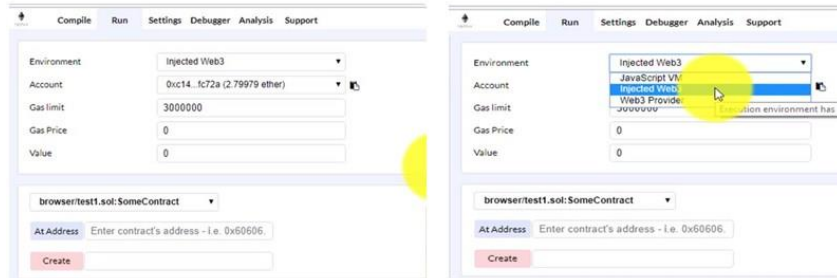 Compile Run Settings Debugger Analysis Support
Environment Injected Web3
Account 0xc14...fc72a (2.79979 ether)
Gas limit 3000000
Gas Price 0
Value 0
browser/test1.sol:SomeContract
At Address Enter contract's address - i.e. 0x60606.
Create
Compile Run Settings Debugger Analysis Support
Environment Injected Web3
JavaScript VM
Account Injected Web3
Web3 Provider
Gas limit 3000000
Execution environment has
Gas Price 0
Value 0
browser/test1.sol:SomeContract
At Address Enter contract's address - i.e. 0x60606.
Create